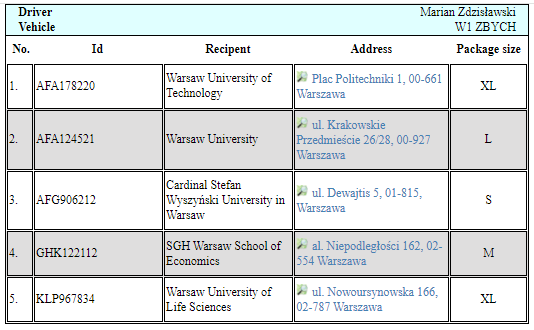 Driver Marian Zdzisławski
Vehicle W1 ZBYCH
No. Id Recipent Address Package size
1. AFA178220 Warsaw University of Technology Plac Politechniki 1, 00-661 Warszawa XL
2. AFA124521 Warsaw University ul. Krakowskie Przedmieście 26/28, 00-927 Warszawa L
3. AFG906212 Cardinal Stefan Wyszyński University in Warsaw ul. Dewajtis 5, 01-815, Warszawa S
4. GHK122112 SGH Warsaw School of Economics al. Niepodległości 162, 02-554 Warszawa M
5. KLP967834 Warsaw University of Life Sciences ul. Nowoursynowska 166, 02-787 Warszawa XL